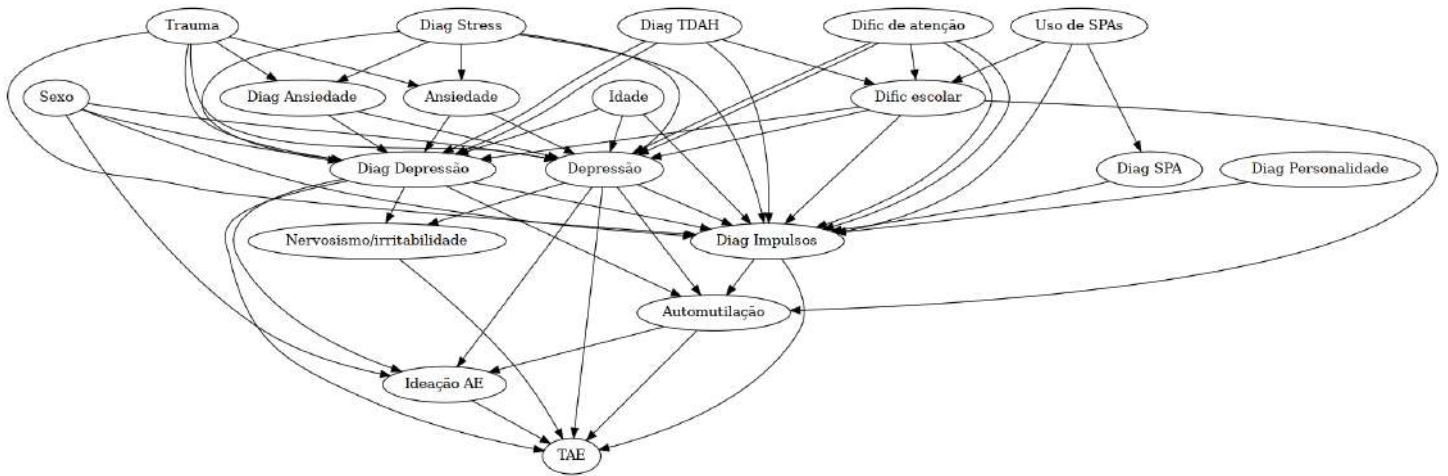 Trauma
Diag Stress
Diag TDAH
Dific de atenção
Uso de SPAs
Sexo
Diag Ansiedade
Ansiedade
Idade
Dific escolar
Diag Depressão
Depressão
Diag SPA
Diag Personalidade
Nervosismo/irritabilidade
Diag Impulsos
Automutilação
Ideação AE
TAE